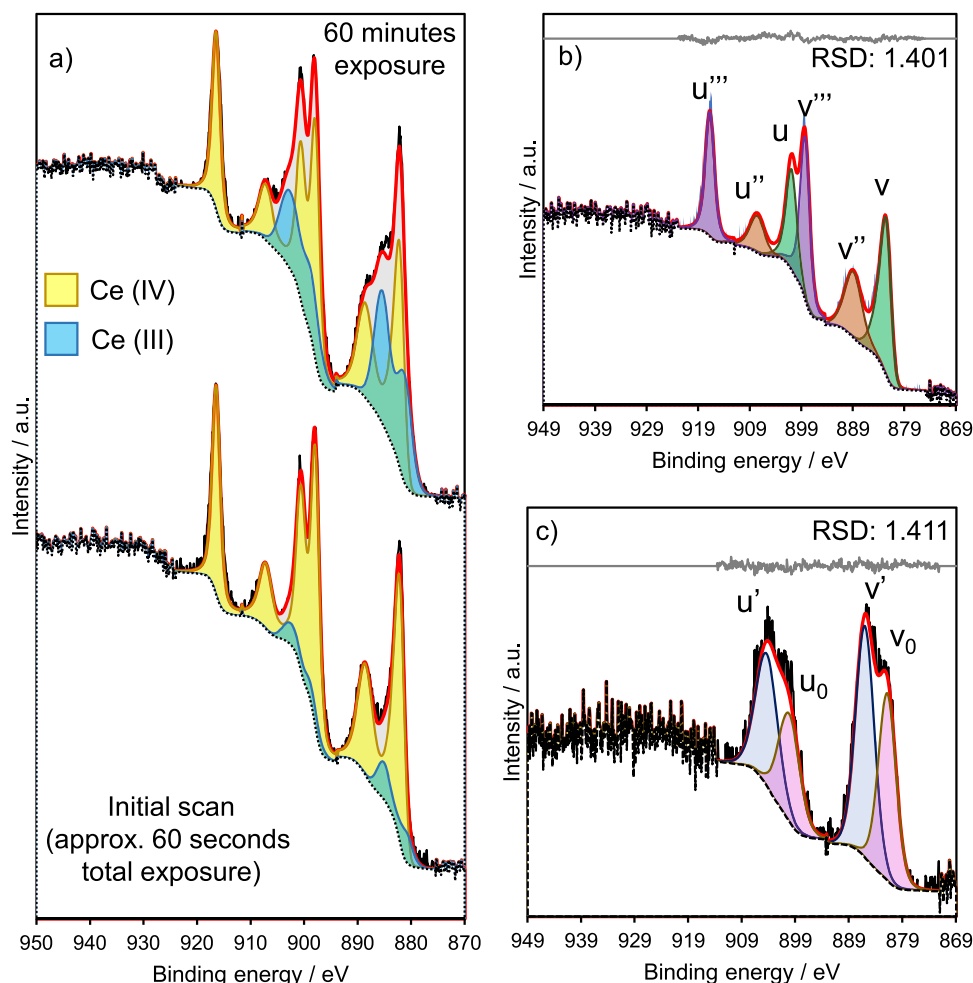 a)
60 minutes
exposure
Ce (IV)
Ce (III)
Initial scan
(approx. 60 seconds
total exposure)
Intensity / a.u.
950 940 930 920 910 900 890 880 870
Binding energy / eV
b)
RSD: 1.401
u'''
u''
u
v'''
v''
v
Intensity / a.u.
949 939 929 919 909 899 889 879 869
Binding energy / eV
c)
RSD: 1.411
u'
u₀
v'
v₀
Intensity / a.u.
949 939 929 919 909 899 889 879 869
Binding energy / eV